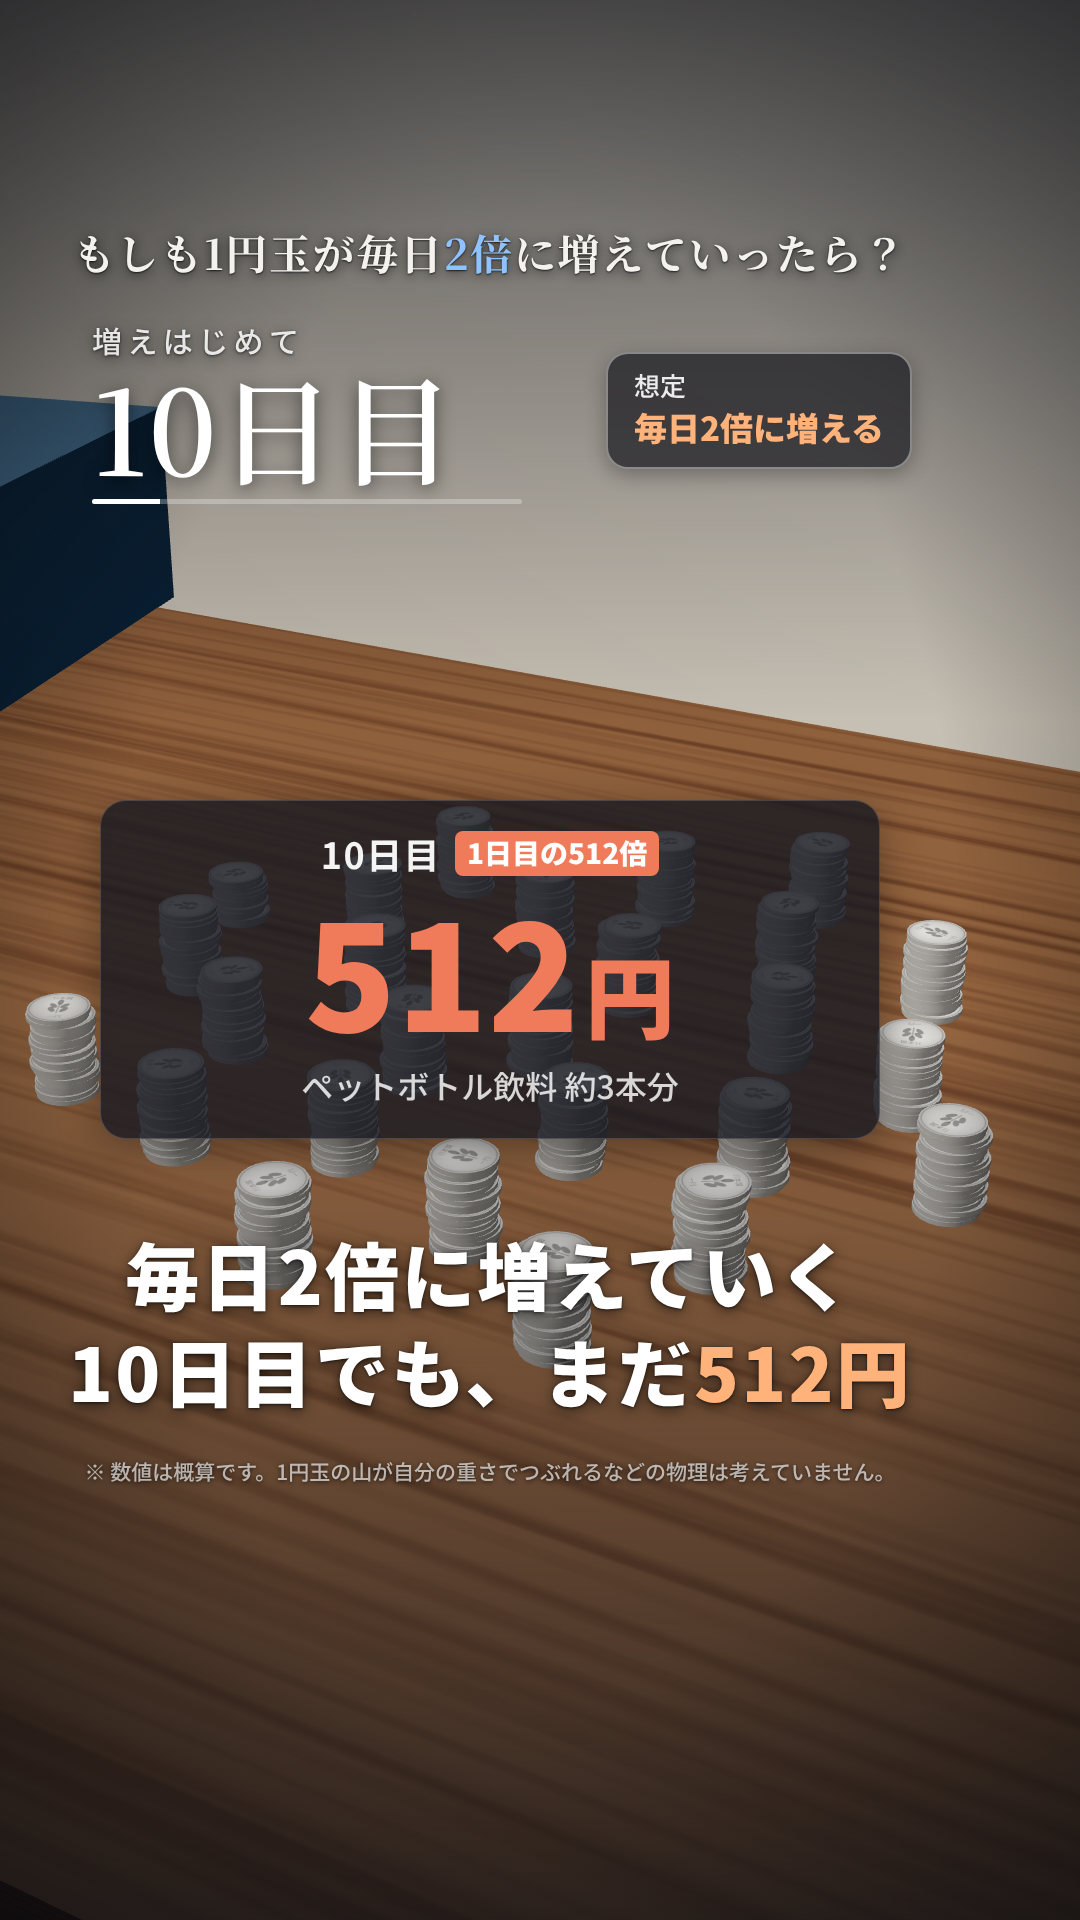 もしも1円玉が毎日2倍に増えていったら？
増えはじめて
10日目
想定
毎日2倍に増える
10日目 1日目の512倍
512円
ペットボトル飲料 約3本分
毎日2倍に増えていく
10日目でも、まだ512円
※ 数値は概算です。1円玉の山が自分の重さでつぶれるなどの物理は考えていません。